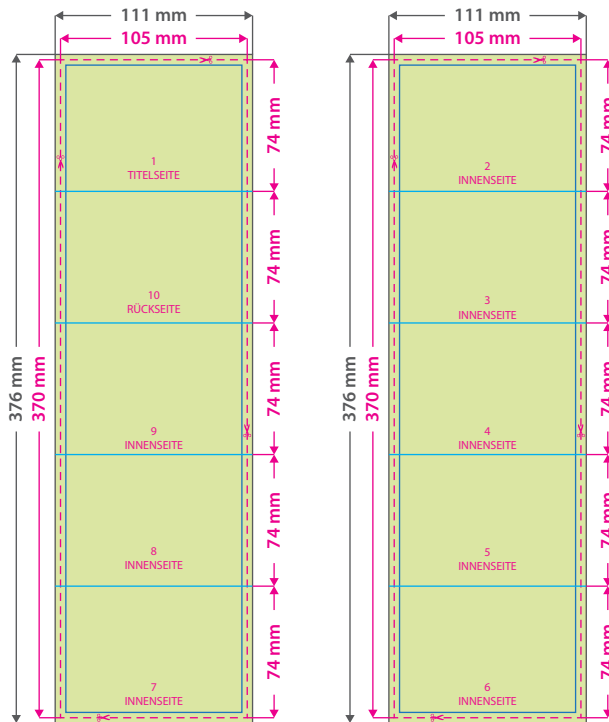 111 mm
105 mm
376 mm
370 mm
74 mm
74 mm
74 mm
74 mm
74 mm
1
TITELSEITE
10
RÜCKSEITE
9
INNENSEITE
8
INNENSEITE
7
INNENSEITE
111 mm
105 mm
376 mm
370 mm
74 mm
74 mm
74 mm
74 mm
74 mm
2
INNENSEITE
3
INNENSEITE
4
INNENSEITE
5
INNENSEITE
6
INNENSEITE